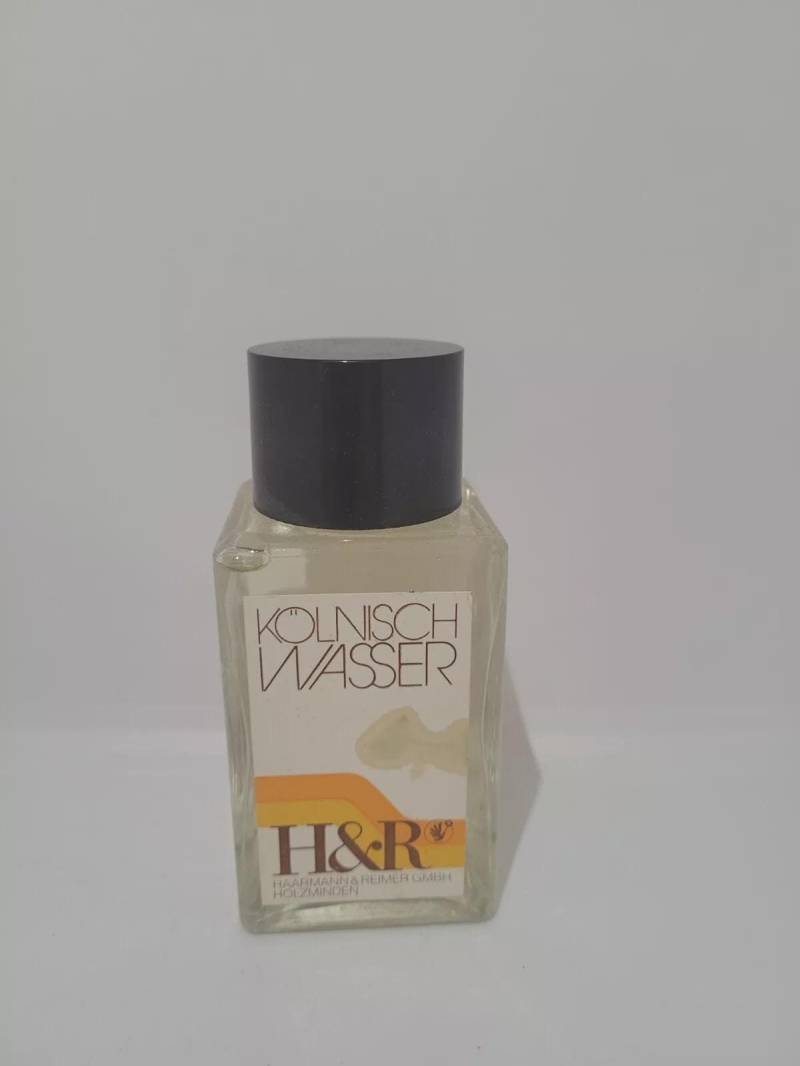 KÖLNISCH
WASSER
H&R
HAARMANN & REIMER GMBH
HOLZMINDEN